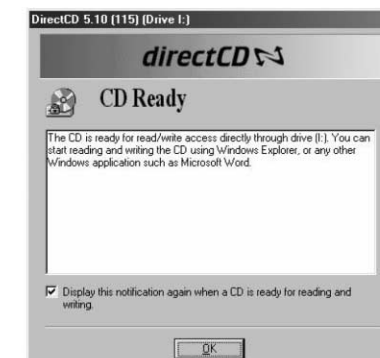 DirectCD 5.10 (115) (Drive I:)
directCD
CD Ready
The CD is ready for read/write access directly through drive (I:). You can
start reading and writing the CD using Windows Explorer, or any other
Windows application such as Microsoft Word.
Display this notification again when a CD is ready for reading and
writing.
OK